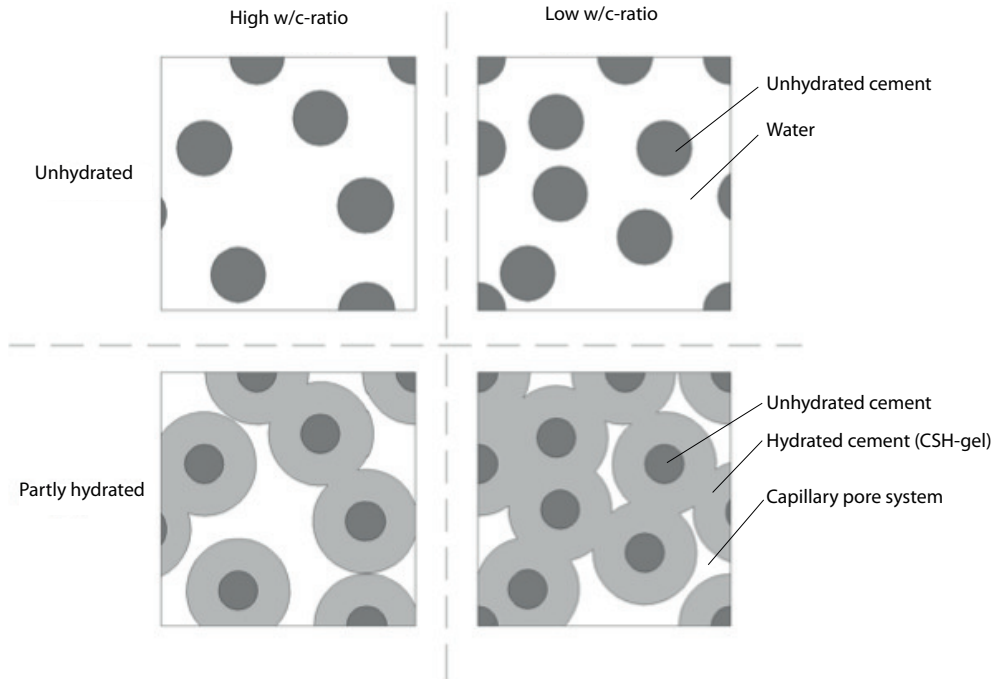 High w/c-ratio
Low w/c-ratio
Unhydrated
Unhydrated cement
Water
Partly hydrated
Unhydrated cement
Hydrated cement (CSH-gel)
Capillary pore system